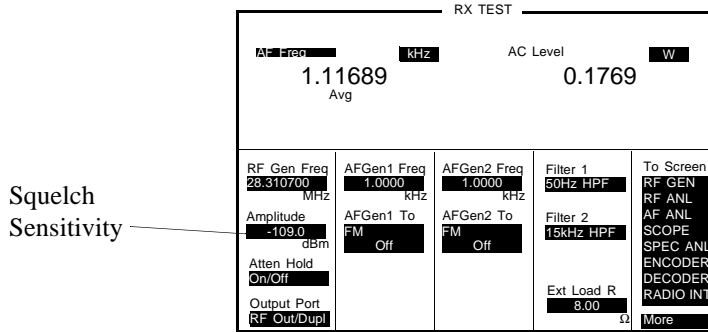 RX TEST
AF Freq kHz AC Level W
1.11689 0.1769
Avg
RF Gen Freq AFGen1 Freq AFGen2 Freq Filter 1 To Screen
28.310700 1.0000 1.0000 50Hz HPF RF GEN
MHz kHz kHz RF ANL
Squelch
Sensitivity
Amplitude AFGen1 To AFGen2 To Filter 2 AF ANL
-109.0 FM FM 15kHz HPF SCOPE
dBm Off Off SPEC ANL
Atten Hold ENCODER
On/Off DECODER
Ext Load R RADIO INT
Output Port 8.00
RF Out/Dupl Ω More